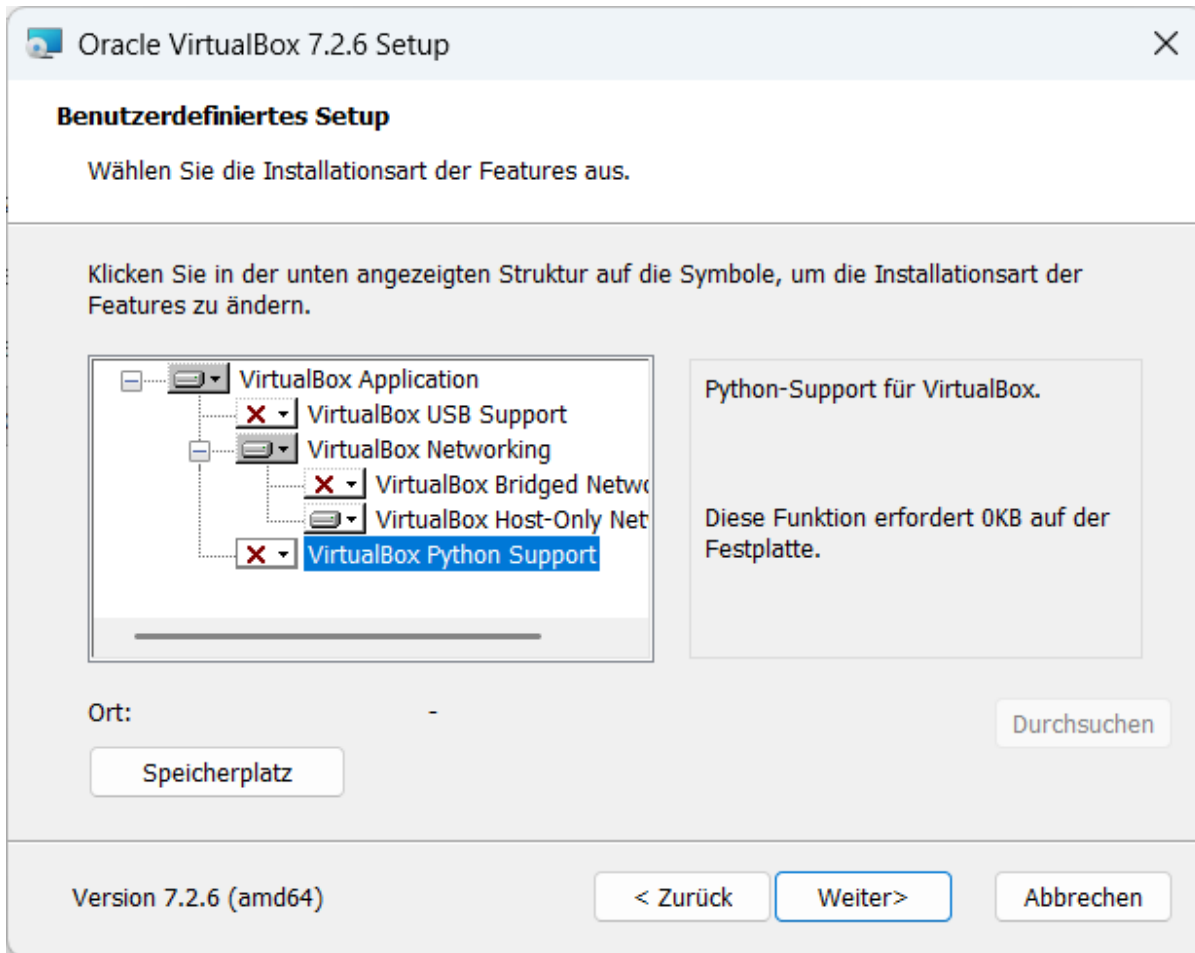 Oracle VirtualBox 7.2.6 Setup
Benutzerdefiniertes Setup
Wählen Sie die Installationsart der Features aus.
Klicken Sie in der unten angezeigten Struktur auf die Symbole, um die Installationsart der
Features zu ändern.
VirtualBox Application
VirtualBox USB Support
VirtualBox Networking
VirtualBox Bridged Netwo
VirtualBox Host-Only Net
VirtualBox Python Support
Python-Support für VirtualBox.
Diese Funktion erfordert 0KB auf der
Festplatte.
Ort: -
Durchsuchen
Speicherplatz
Version 7.2.6 (amd64)
< Zurück
Weiter>
Abbrechen